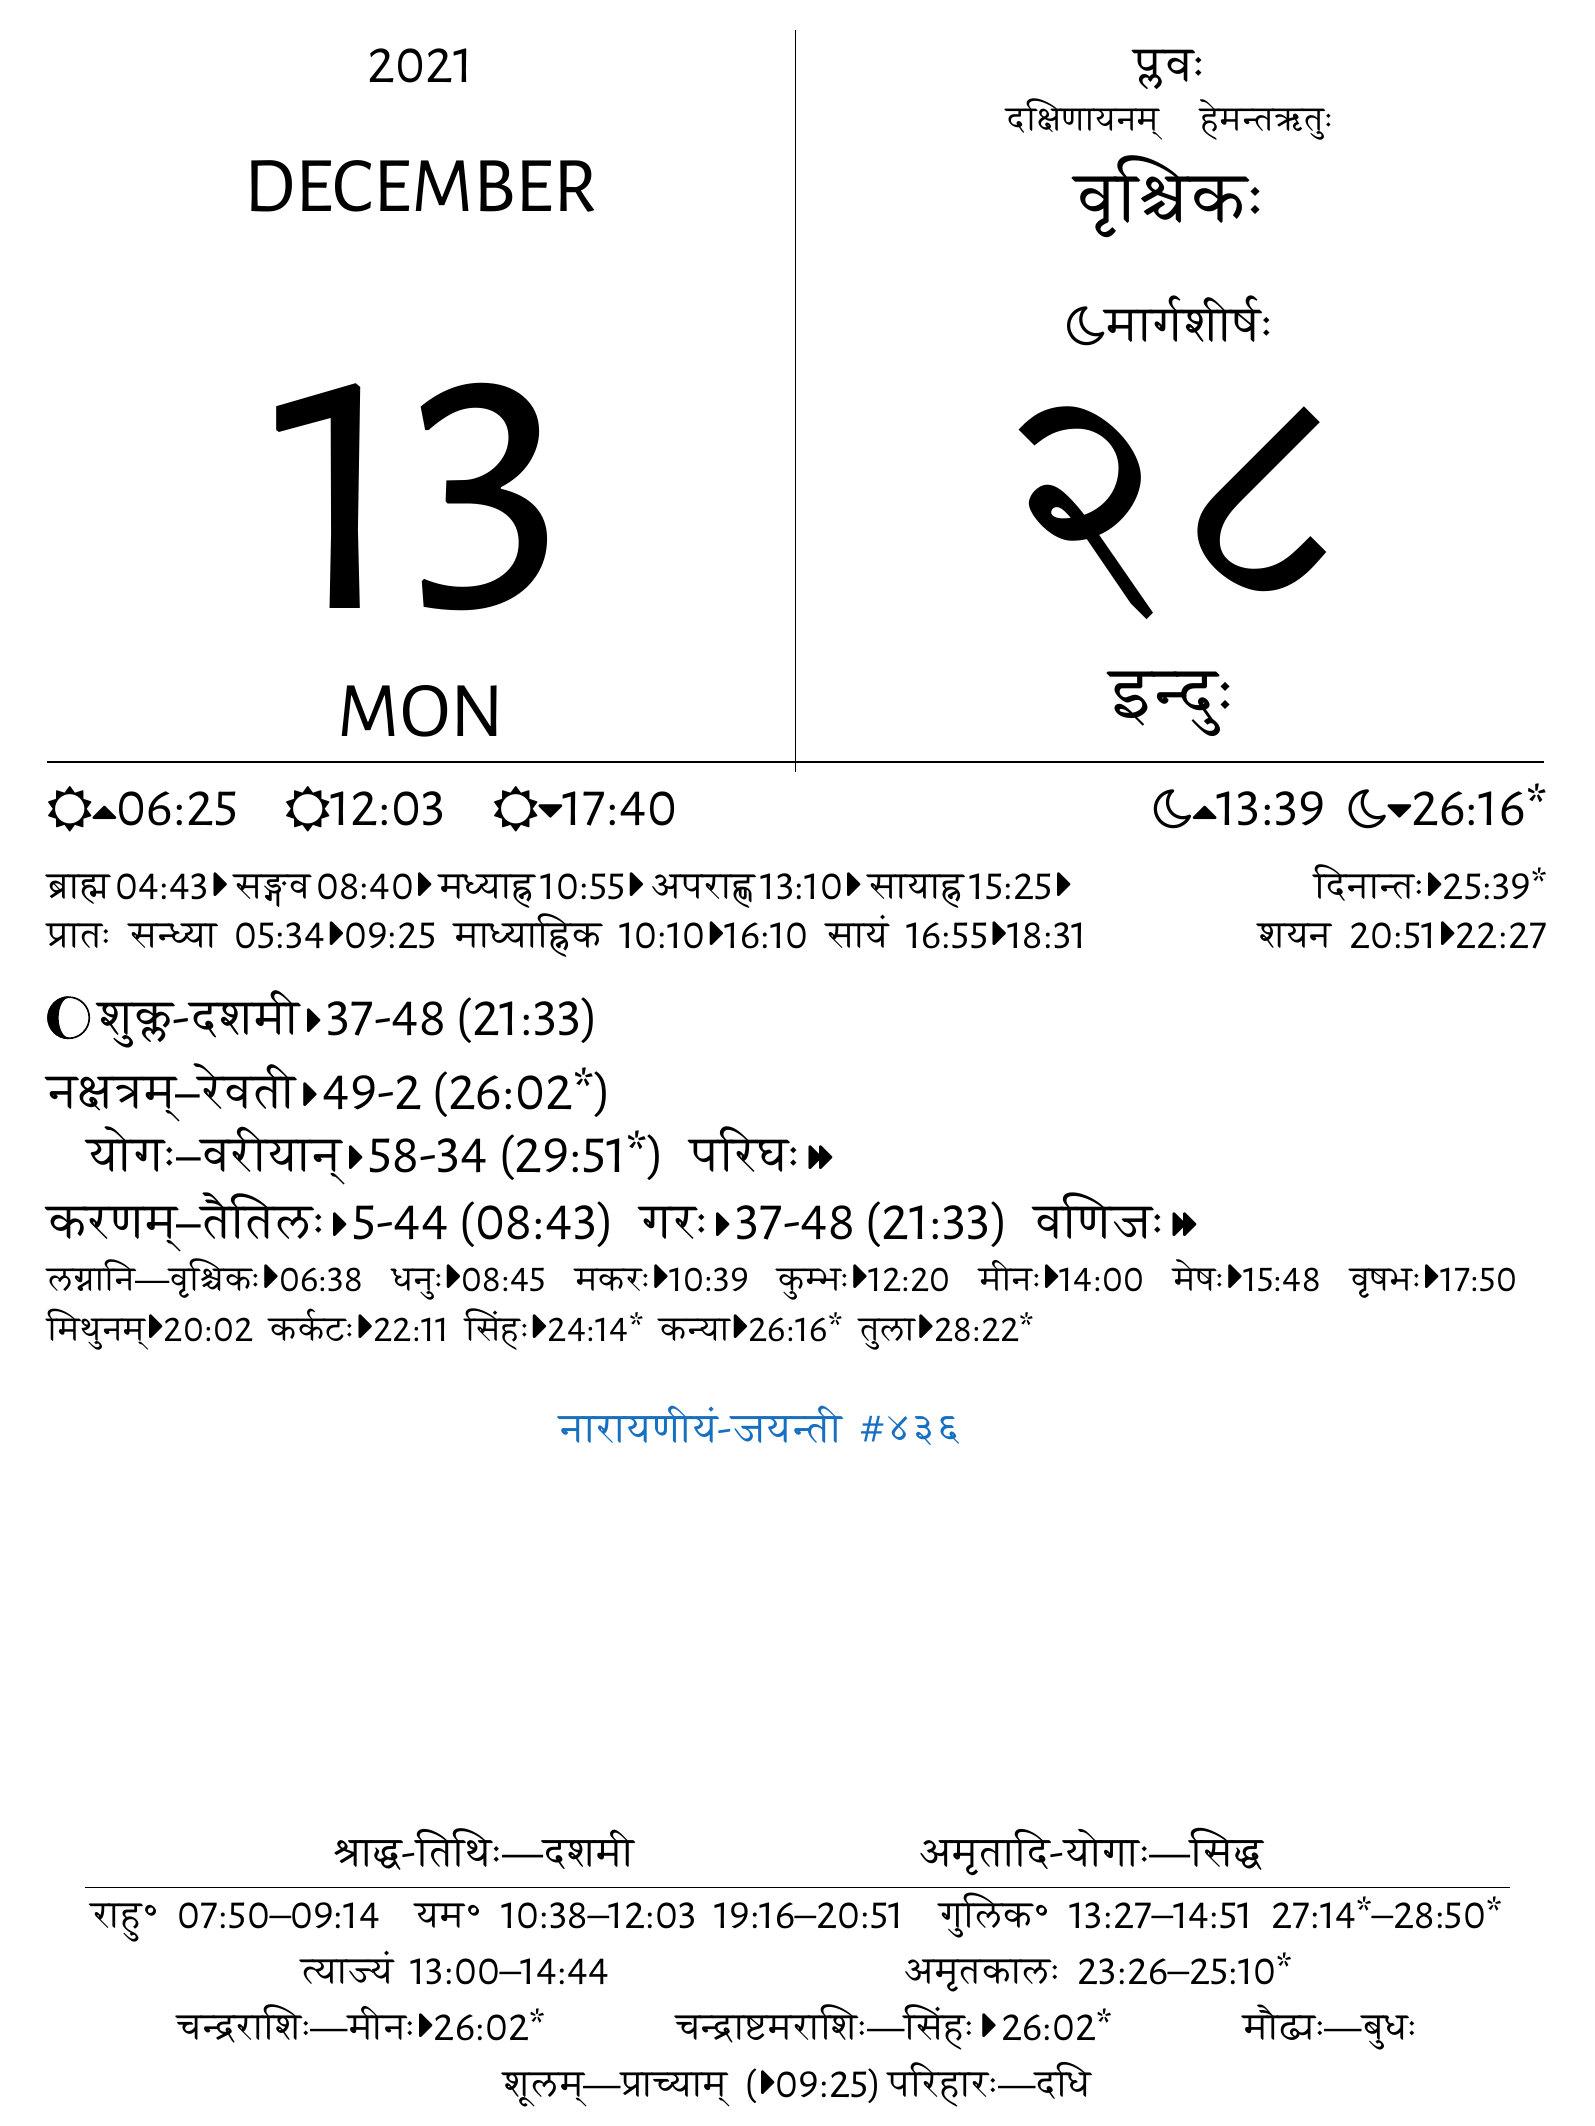 2021
DECEMBER
13
MON
प्लवः
दक्षिणायनम् हेमन्तऋतुः
वृश्चिकः
मार्गशीर्षः
२८
इन्दुः
06:25 12:03 17:40 13:39 26:16*
ब्राह्म 04:43 सङ्गव 08:40 मध्याह्न 10:55 अपराह्ण 13:10 सायाह्न 15:25 दिनान्तः 25:39*
प्रातः सन्ध्या 05:34 09:25 माध्याह्निक 10:10 16:10 सायं 16:55 18:31 शयन 20:51 22:27
शुक्ल-दशमी 37-48 (21:33)
नक्षत्रम्–रेवती 49-2 (26:02*)
योगः–वरीयान् 58-34 (29:51*) परिघः
करणम्–तैतिलः 5-44 (08:43) गरः 37-48 (21:33) वणिजः
लग्नानि—वृश्चिकः 06:38 धनुः 08:45 मकरः 10:39 कुम्भः 12:20 मीनः 14:00 मेषः 15:48 वृषभः 17:50
मिथुनम् 20:02 कर्कटः 22:11 सिंहः 24:14* कन्या 26:16* तुला 28:22*
नारायणीयं-जयन्ती #४३६
श्राद्ध-तिथिः—दशमी अमृतादि-योगाः—सिद्ध
राहु° 07:50–09:14 यम° 10:38–12:03 19:16–20:51 गुलिक° 13:27–14:51 27:14*–28:50*
त्याज्यं 13:00–14:44 अमृतकालः 23:26–25:10*
चन्द्रराशिः—मीनः 26:02* चन्द्राष्टमराशिः—सिंहः 26:02* मौढ्यः—बुधः
शूलम्—प्राच्याम् (09:25) परिहारः—दधि